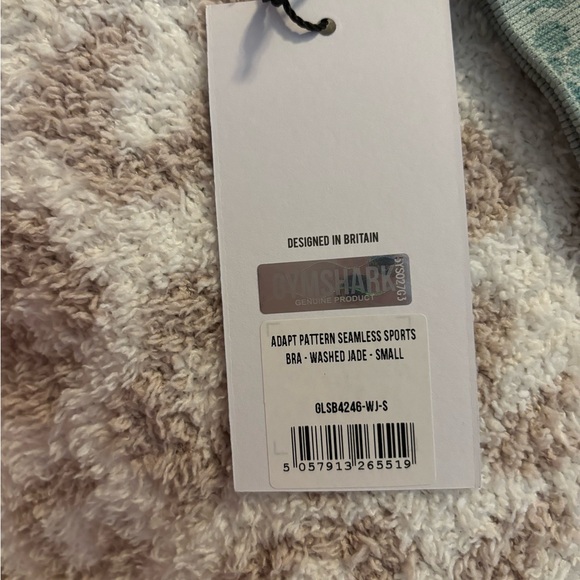 DESIGNED IN BRITAIN
GYMSHARK
GENUINE PRODUCT
ADAPT PATTERN SEAMLESS SPORTS
BRA - WASHED JADE - SMALL
GLSB4246-WJ-S
5 057913 265519